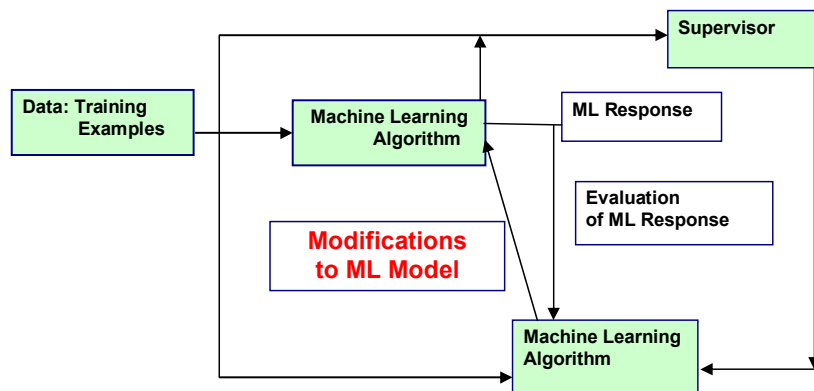 Supervisor
Data: Training
Examples
Machine Learning
Algorithm
ML Response
Evaluation
of ML Response
Modifications
to ML Model
Machine Learning
Algorithm